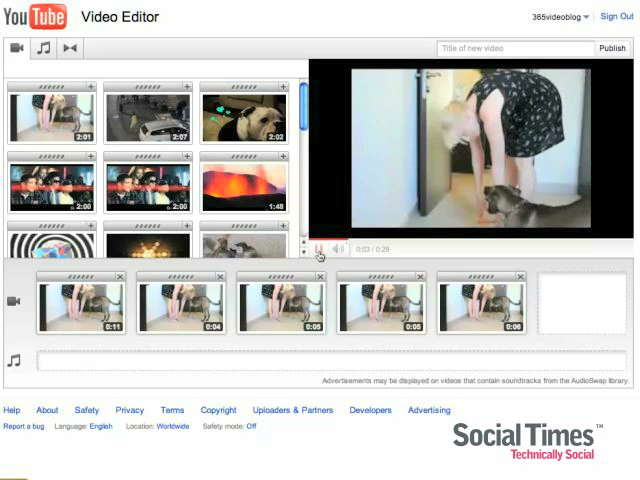 YouTube Video Editor
365videoblog Sign Out
Title of new video Publish
2:01 2:07 2:02
2:00 2:00 1:48
0:03 / 0:29
0:11 0:04 0:05 0:05 0:06
Advertisements may be displayed on videos that contain soundtracks from the AudioSwap library.
Help About Safety Privacy Terms Copyright Uploaders & Partners Developers Advertising
Report a bug Language: English Location: Worldwide Safety mode: Off
Social Times™
Technically Social